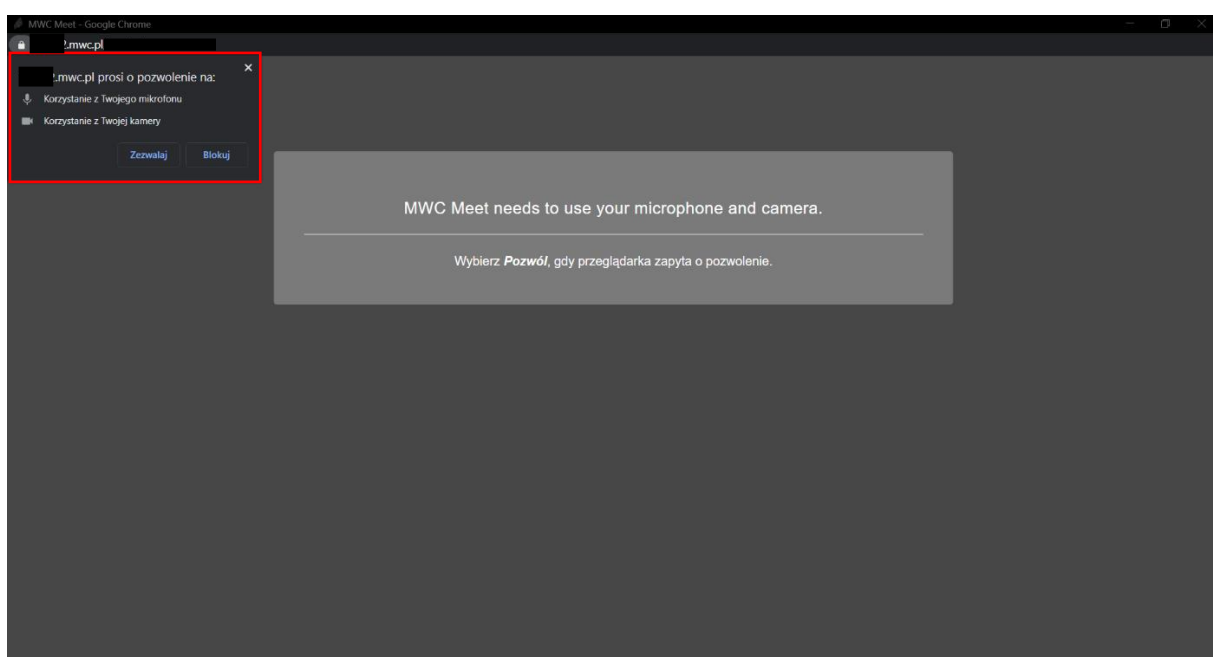 MWC Meet - Google Chrome
2.mwc.pl
.mwc.pl prosi o pozwolenie na:
Korzystanie z Twojego mikrofonu
Korzystanie z Twojej kamery
Zezwalaj Blokuj
MWC Meet needs to use your microphone and camera.
Wybierz Pozwól, gdy przeglądarka zapyta o pozwolenie.